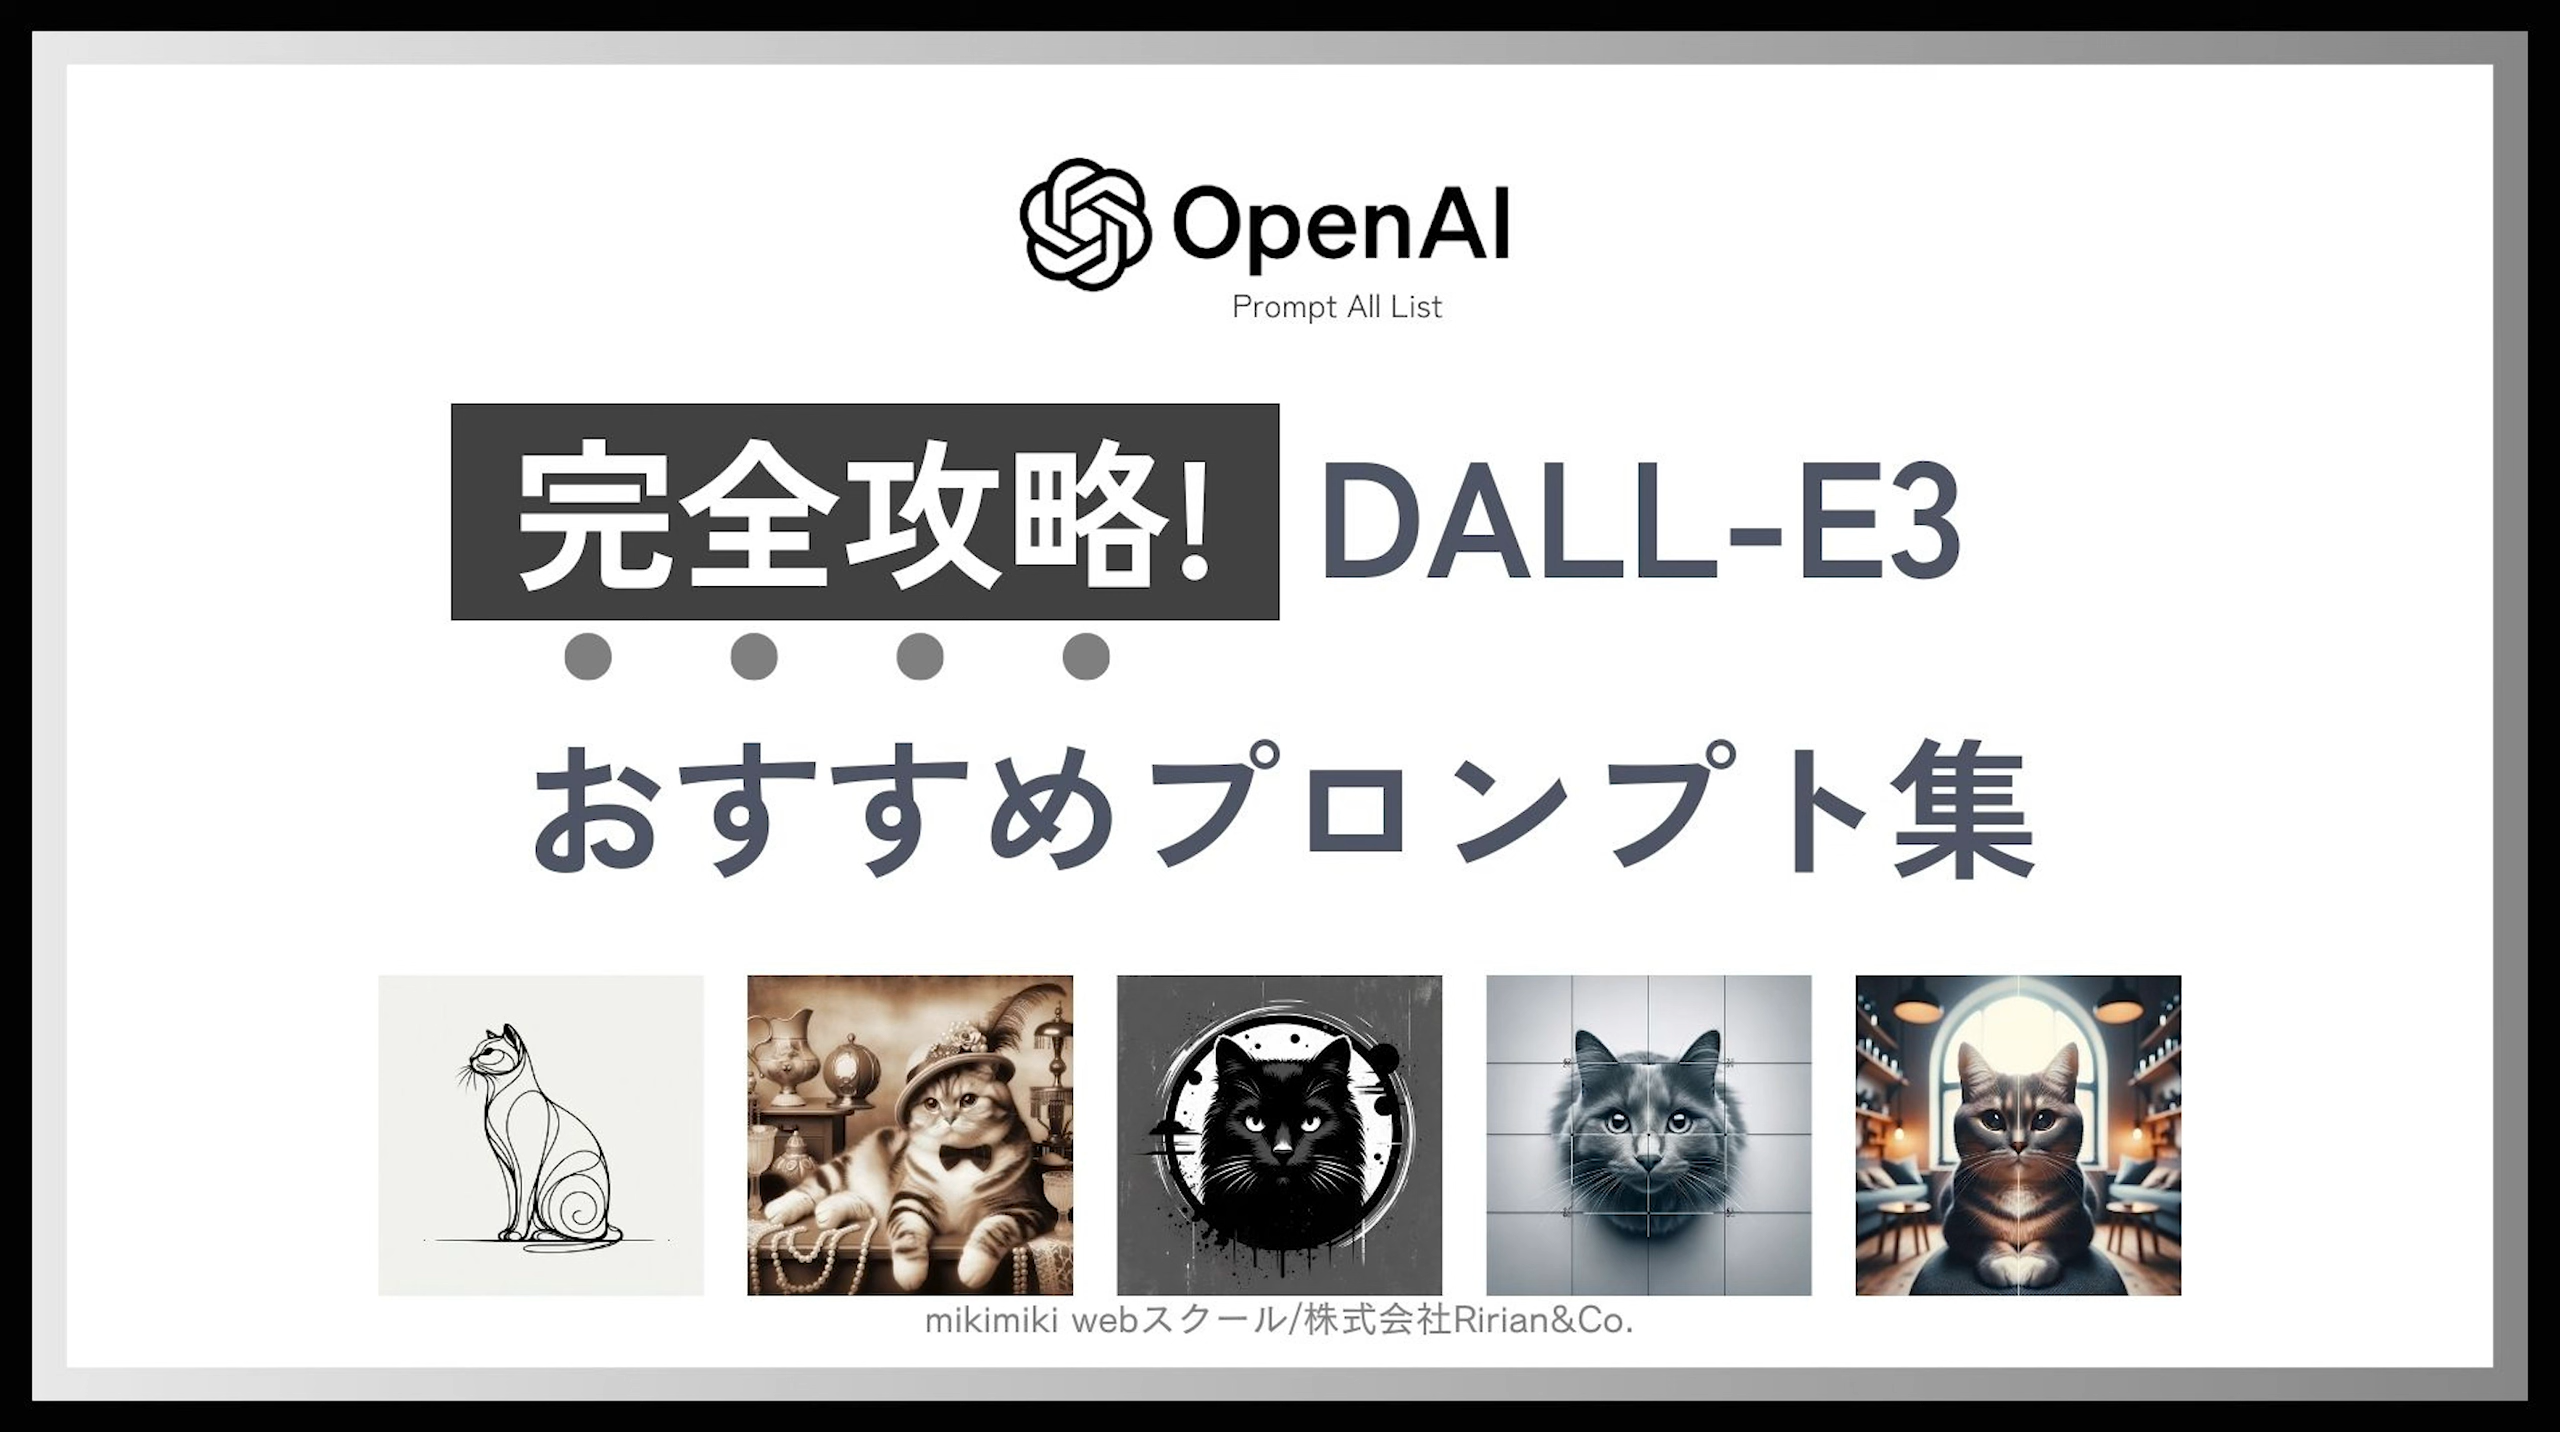 OpenAI
Prompt All List
完全攻略! DALL-E3
おすすめプロンプト集
mikimiki webスクール/株式会社Ririan&Co.